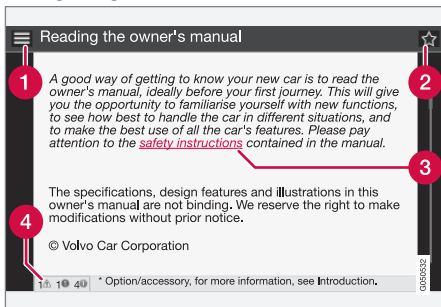 Reading the owner's manual
1
2
A good way of getting to know your new car is to read the
owner's manual, ideally before your first journey. This will give
you the opportunity to familiarise yourself with new functions,
to see how best to handle the car in different situations, and
to make the best use of all the car's features. Please pay
attention to the safety instructions contained in the manual.
3
The specifications, design features and illustrations in this
owner's manual are not binding. We reserve the right to make
modifications without prior notice.
4
© Volvo Car Corporation
1 1 4 * Option/accessory, for more information, see Introduction.
G050532